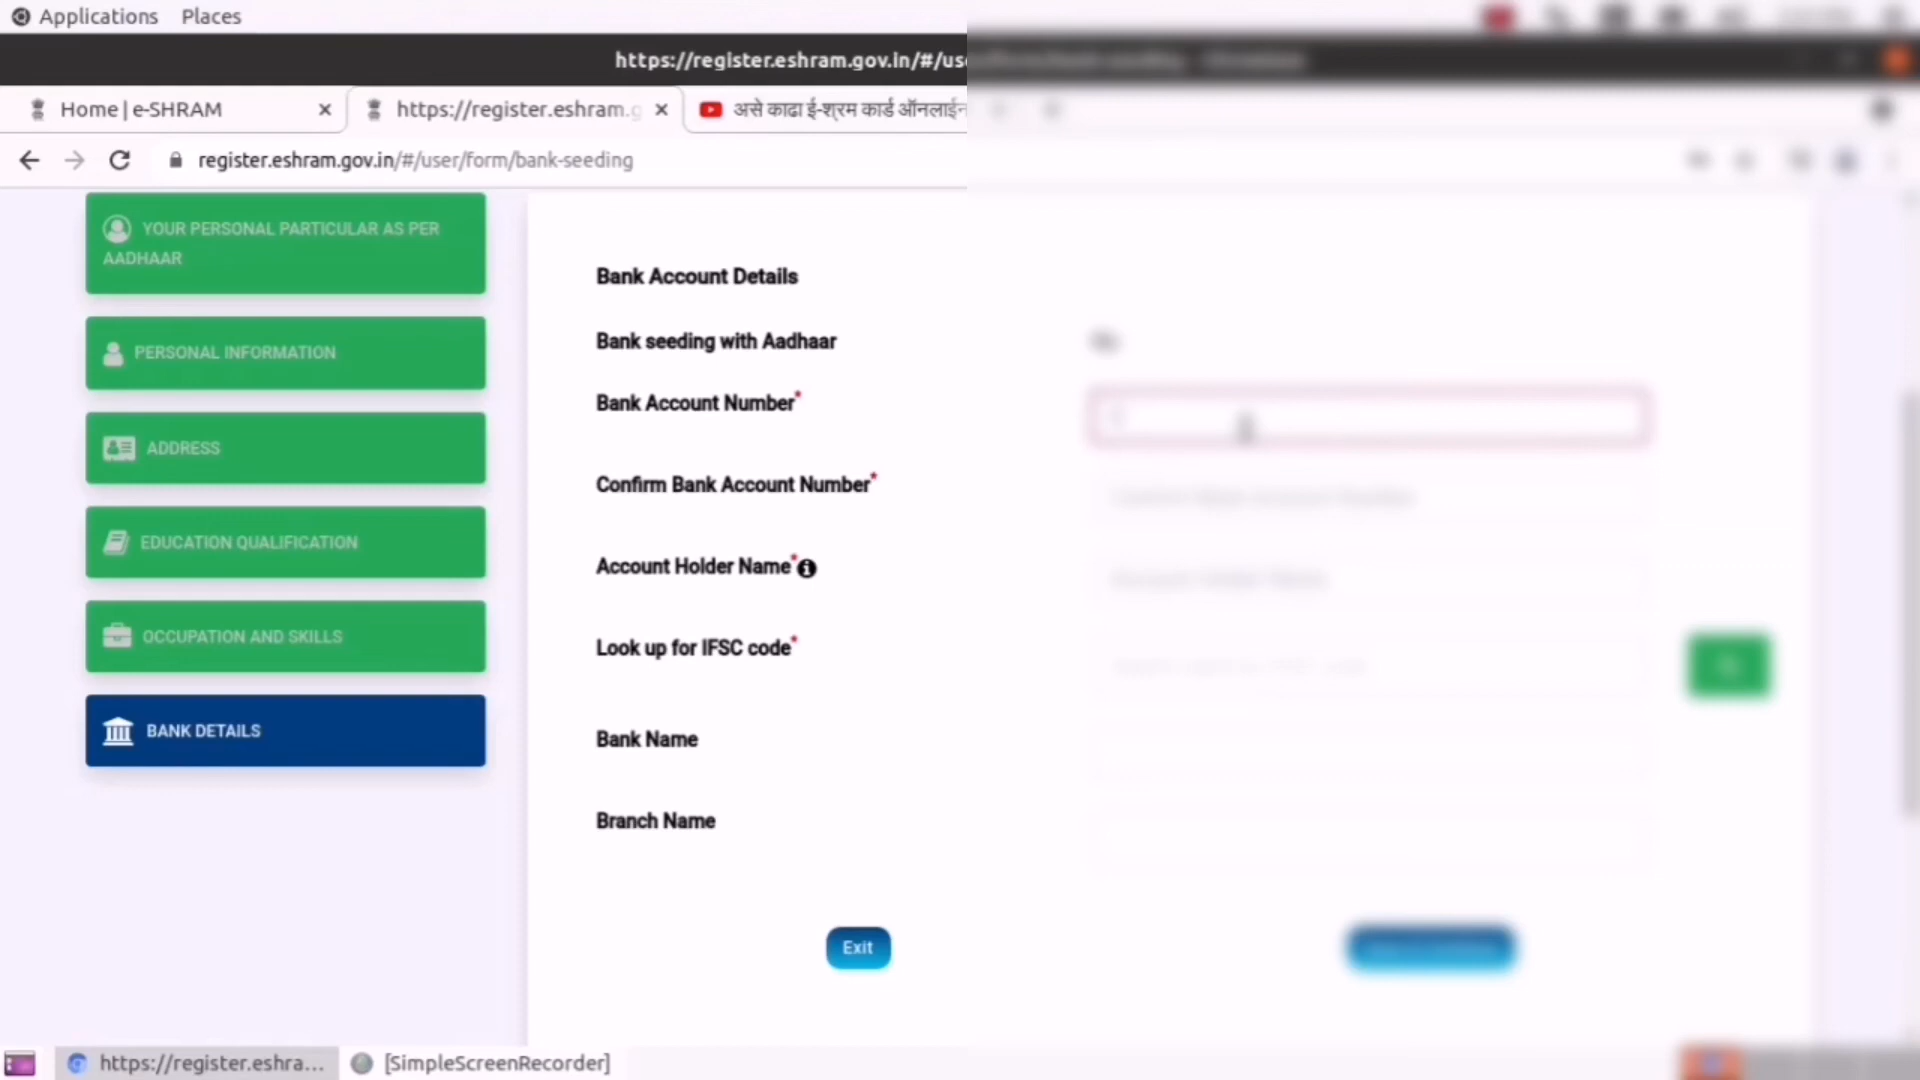 Applications Places
https://register.eshram.gov.in/#/use
Home | e-SHRAM
https://register.eshram.g
असे काढा ई-श्रम कार्ड ऑनलाईन
register.eshram.gov.in/#/user/form/bank-seeding
YOUR PERSONAL PARTICULAR AS PER
AADHAAR
PERSONAL INFORMATION
ADDRESS
EDUCATION QUALIFICATION
OCCUPATION AND SKILLS
BANK DETAILS
Bank Account Details
Bank seeding with Aadhaar
Bank Account Number*
Confirm Bank Account Number*
Account Holder Name*
Look up for IFSC code*
Bank Name
Branch Name
Exit
https://register.eshra...
[SimpleScreenRecorder]